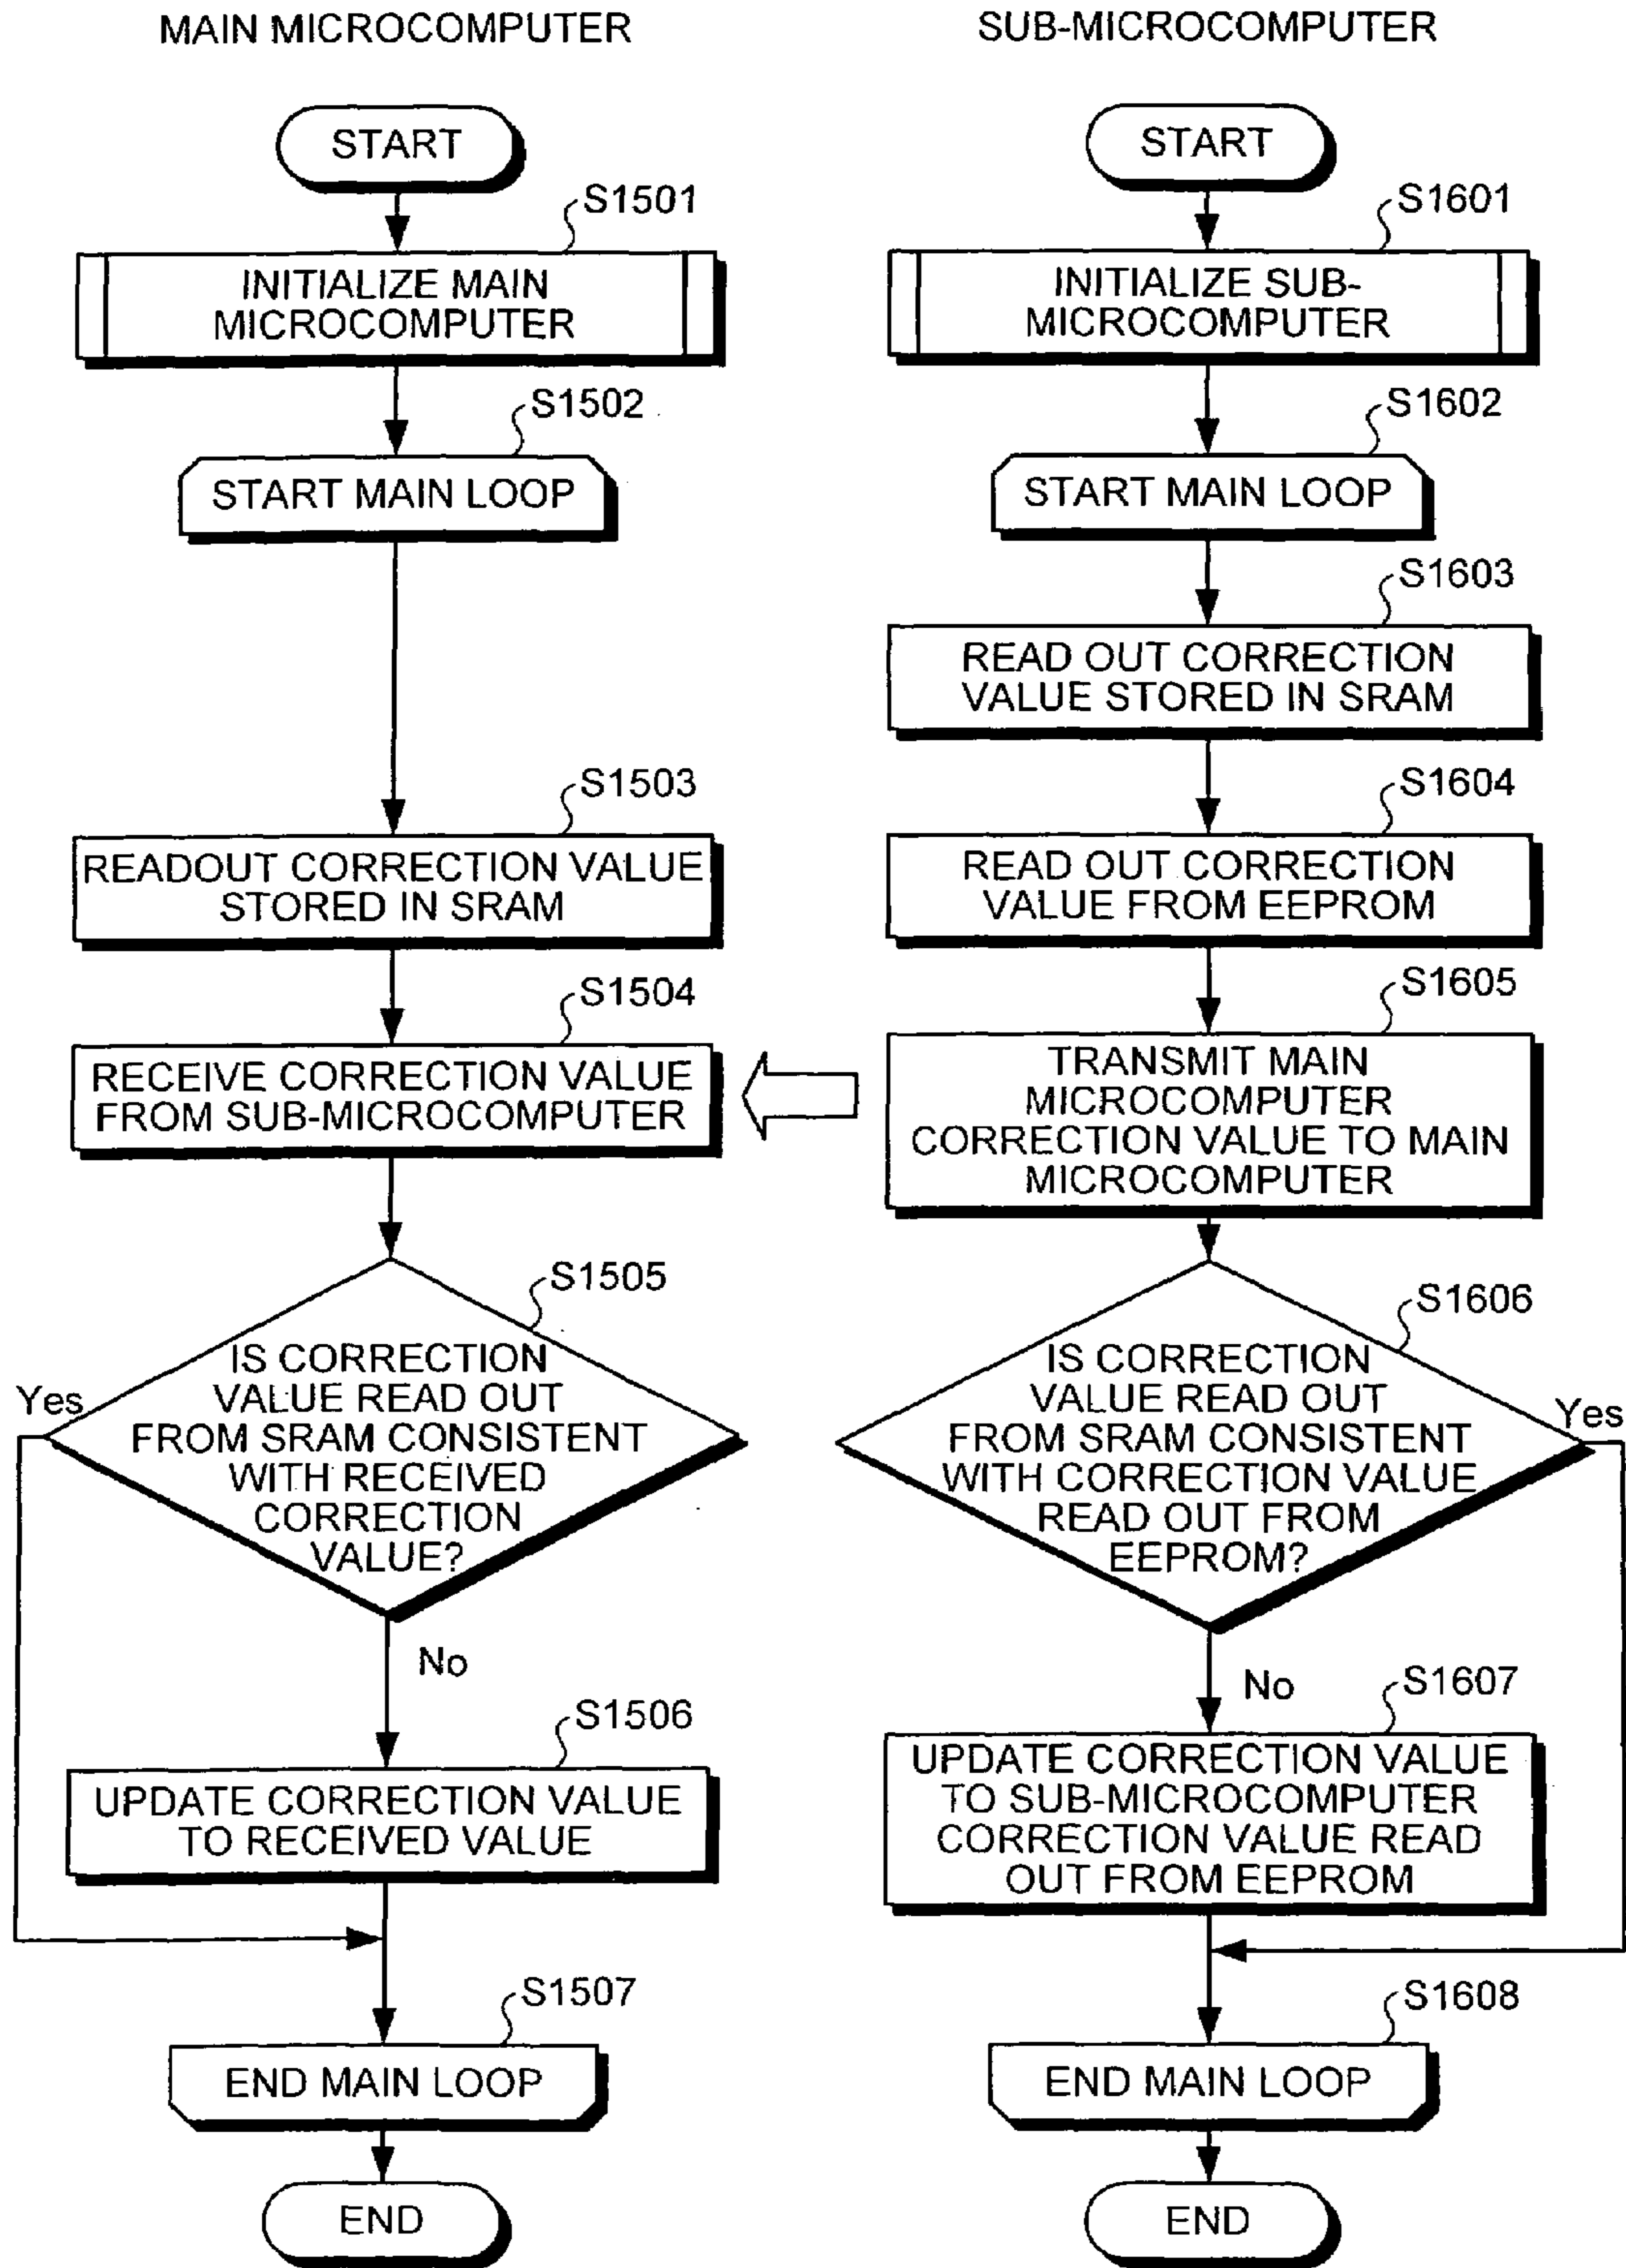 MAIN MICROCOMPUTER
START
S1501
INITIALIZE MAIN
MICROCOMPUTER
S1502
START MAIN LOOP
S1503
READOUT CORRECTION VALUE
STORED IN SRAM
S1504
RECEIVE CORRECTION VALUE
FROM SUB-MICROCOMPUTER
S1505
IS CORRECTION
VALUE READ OUT
FROM SRAM CONSISTENT
WITH RECEIVED
CORRECTION
VALUE?
Yes
No
S1506
UPDATE CORRECTION VALUE
TO RECEIVED VALUE
S1507
END MAIN LOOP
END
SUB-MICROCOMPUTER
START
S1601
INITIALIZE SUB-
MICROCOMPUTER
S1602
START MAIN LOOP
S1603
READ OUT CORRECTION
VALUE STORED IN SRAM
S1604
READ OUT CORRECTION
VALUE FROM EEPROM
S1605
TRANSMIT MAIN
MICROCOMPUTER
CORRECTION VALUE TO MAIN
MICROCOMPUTER
S1606
IS CORRECTION
VALUE READ OUT
FROM SRAM CONSISTENT
WITH CORRECTION VALUE
READ OUT FROM
EEPROM?
Yes
No
S1607
UPDATE CORRECTION VALUE
TO SUB-MICROCOMPUTER
CORRECTION VALUE READ
OUT FROM EEPROM
S1608
END MAIN LOOP
END